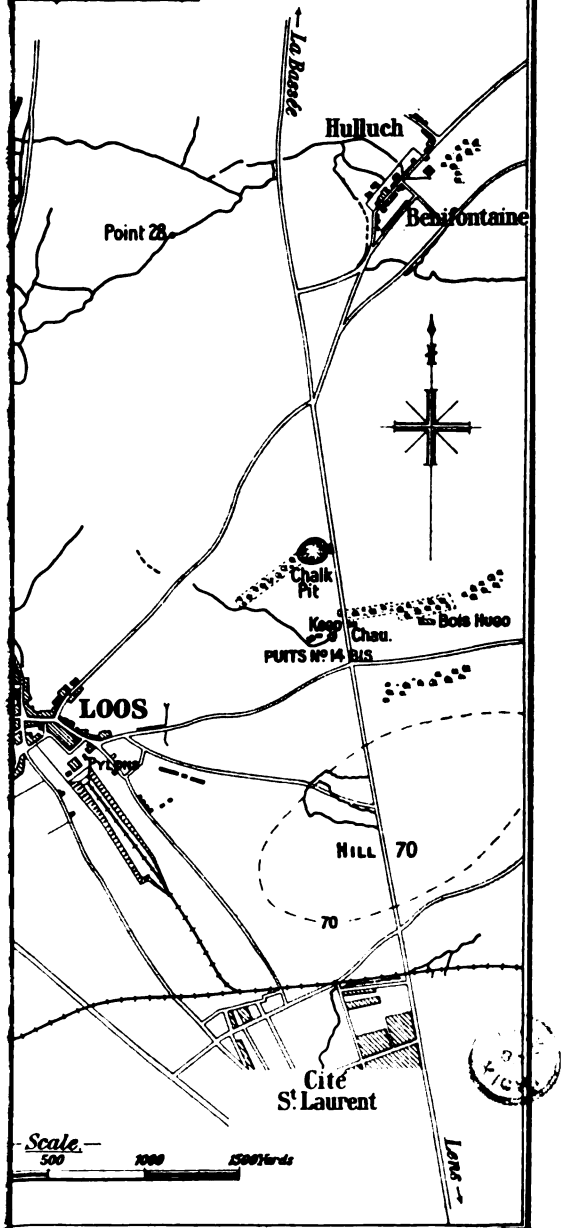 La Bassée
Hulluch
Benifontaine
Point 28
Chalk
Pit
Keep
Chau.
Bois Hugo
PUITS Nº 14 BIS
LOOS
PYLONS
HILL 70
70
Cité
St. Laurent
Scale.
500 1000 1500 Yards
Lens